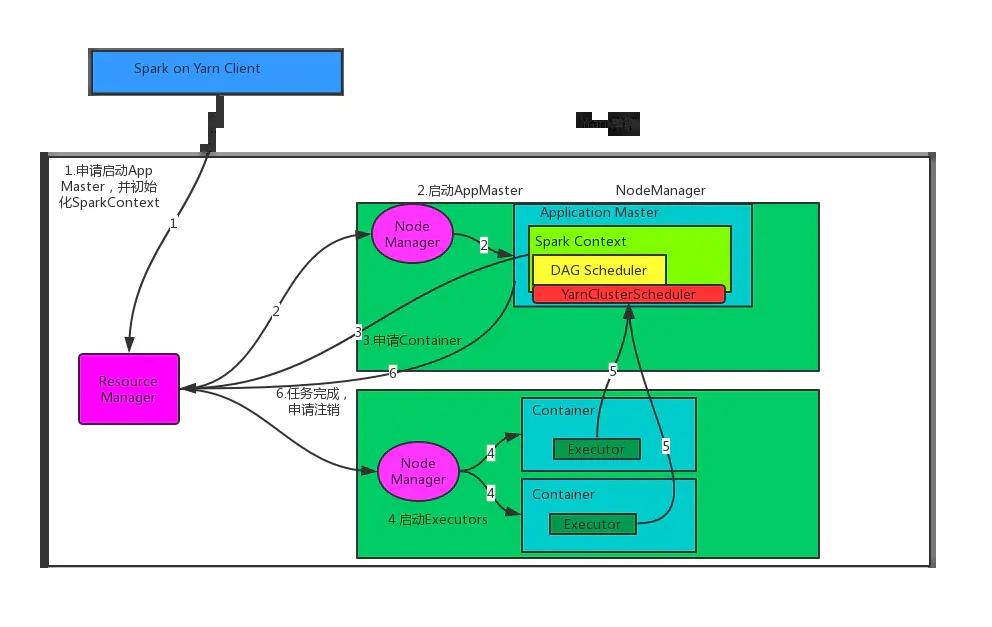 Spark on Yarn Client
1.申请启动App
Master，并初始
化SparkContext
1
2.启动AppMaster
NodeManager
Node
Manager
2
Application Master
Spark Context
DAG Scheduler
YarnClusterScheduler
2
3
3.申请Container
6
5
Resource
Manager
6.任务完成，
申请注销
Node
Manager
4
4
4.启动Executors
Container
Executor
5
Container
Executor